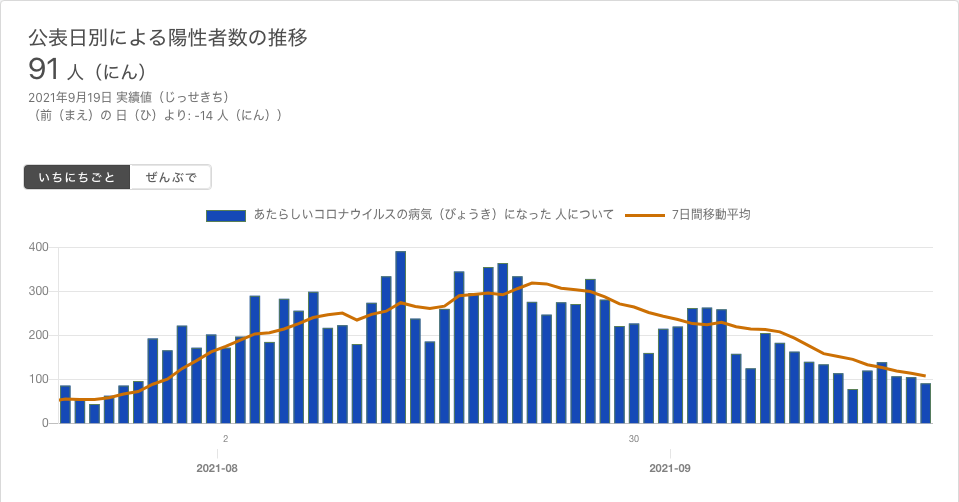 公表日別による陽性者数の推移
91 人（にん）
2021年9月19日 実績値（じっせきち）
（前（まえ）の 日（ひ）より: -14 人（にん））
いちにちごと ぜんぶで
あたらしいコロナウイルスの病気（びょうき）になった 人について 7日間移動平均
400
300
200
100
0
2 30
2021-08 2021-09